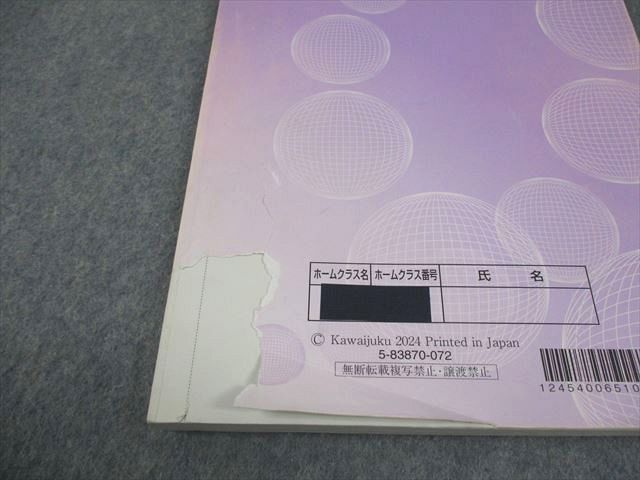 ホームクラス名 ホームクラス番号 氏 名
© Kawaijuku 2024 Printed in Japan
5-83870-072
無断転載複写禁止・譲渡禁止
12454006510